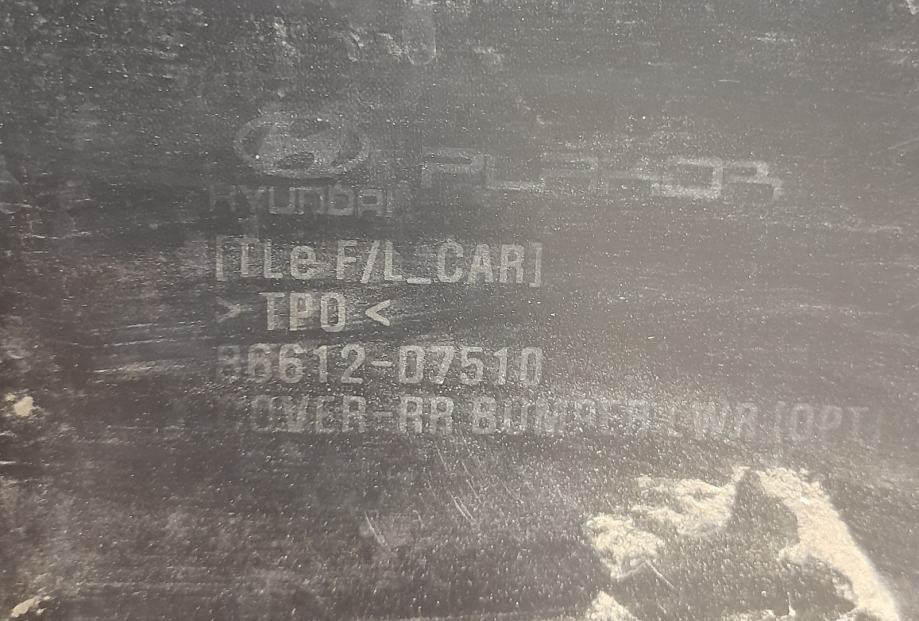 HYUNDAI PLAKOR
[TLe F/L_CAR]
> TPO <
86612-D7510
COVER-RR BUMPER LWR (OPT)